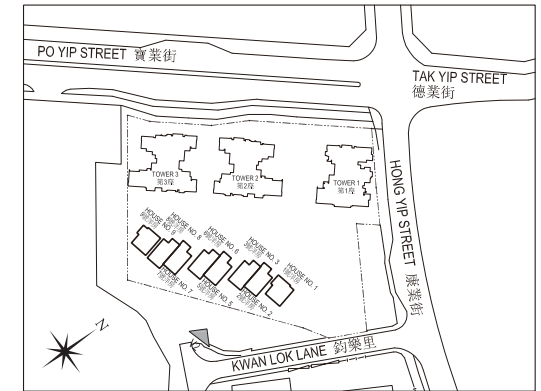 PO YIP STREET 寶業街
TAK YIP STREET
德業街
TOWER 3
第3座
TOWER 2
第2座
TOWER 1
第1座
HONG YIP STREET 康業街
HOUSE NO. 9
HOUSE NO. 8
HOUSE NO. 6
HOUSE NO. 3
HOUSE NO. 1
HOUSE NO. 7
HOUSE NO. 5
HOUSE NO. 2
N
KWAN LOK LANE 鈞樂里